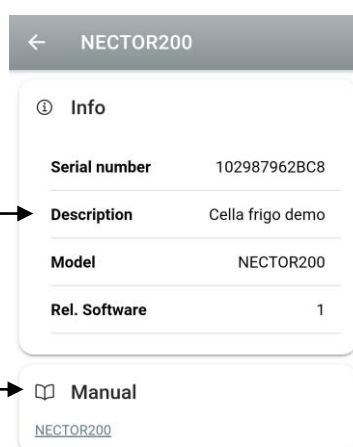 NECTOR200
Info
Serial number 102987962BC8
Description Cella frigo demo
Model NECTOR200
Rel. Software 1
Manual
NECTOR200